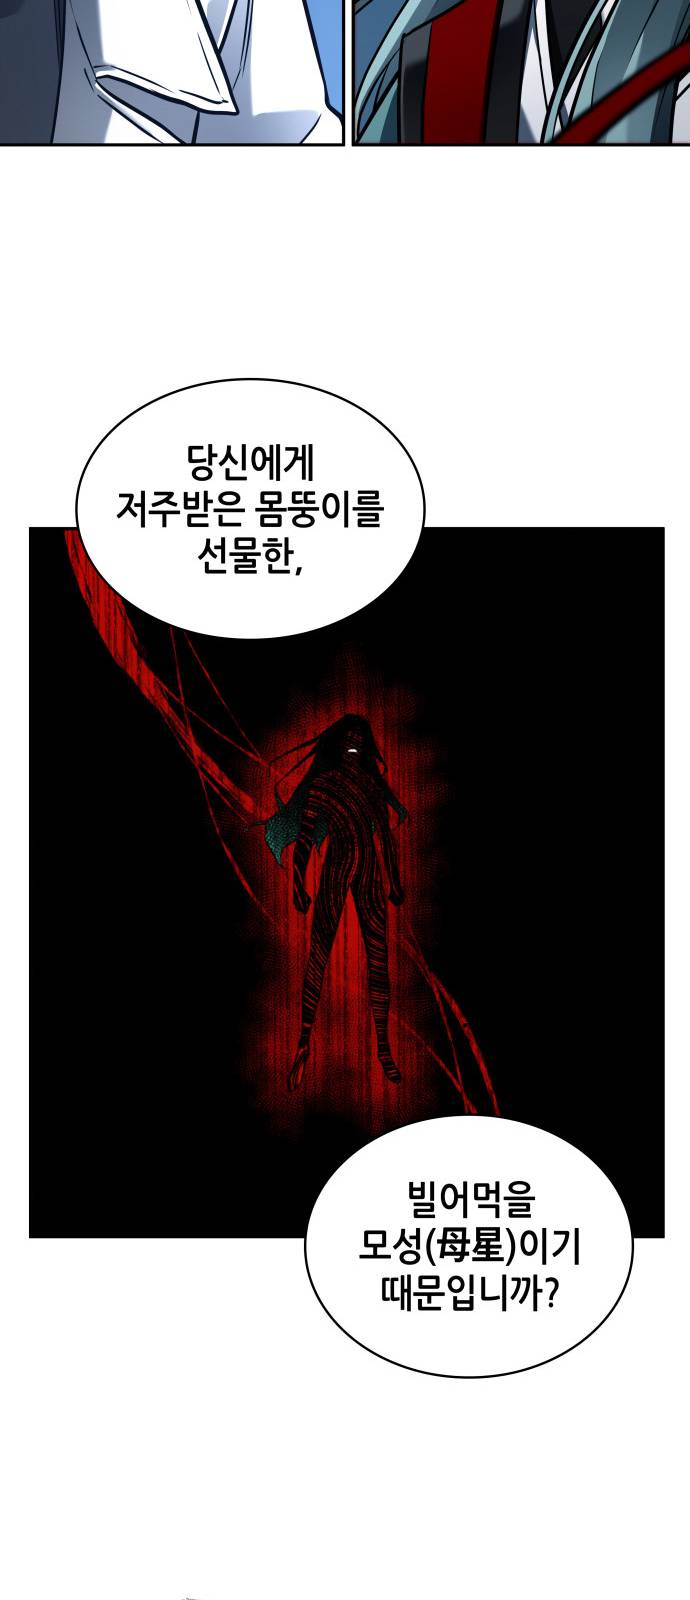 당신에게
저주받은 몸뚱이를
선물한,
빌어먹을
모성(母星)이기
때문입니까?